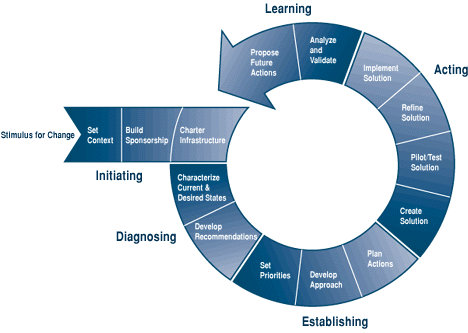 Learning
Analyze
and
Validate
Propose
Future
Actions
Implement
Solution
Acting
Refine
Solution
Stimulus for Change
Set
Context
Build
Sponsorship
Charter
Infrastructure
Pilot/Test
Solution
Initiating
Characterize
Current &
Desired States
Create
Solution
Diagnosing
Develop
Recommendations
Set
Priorities
Develop
Approach
Plan
Actions
Establishing